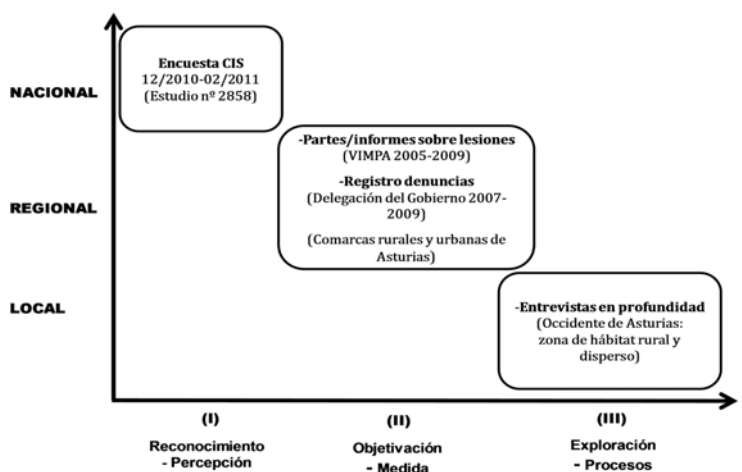 NACIONAL
Encuesta CIS
12/2010-02/2011
(Estudio nº 2858)
REGIONAL
-Partes/informes sobre lesiones
(VIMPA 2005-2009)
-Registro denuncias
(Delegación del Gobierno 2007-
2009)
(Comarcas rurales y urbanas de
Asturias)
LOCAL
-Entrevistas en profundidad
(Occidente de Asturias:
zona de hábitat rural y
disperso)
(I)
Reconocimiento
- Percepción
(II)
Objetivación
- Medida
(III)
Exploración
- Procesos